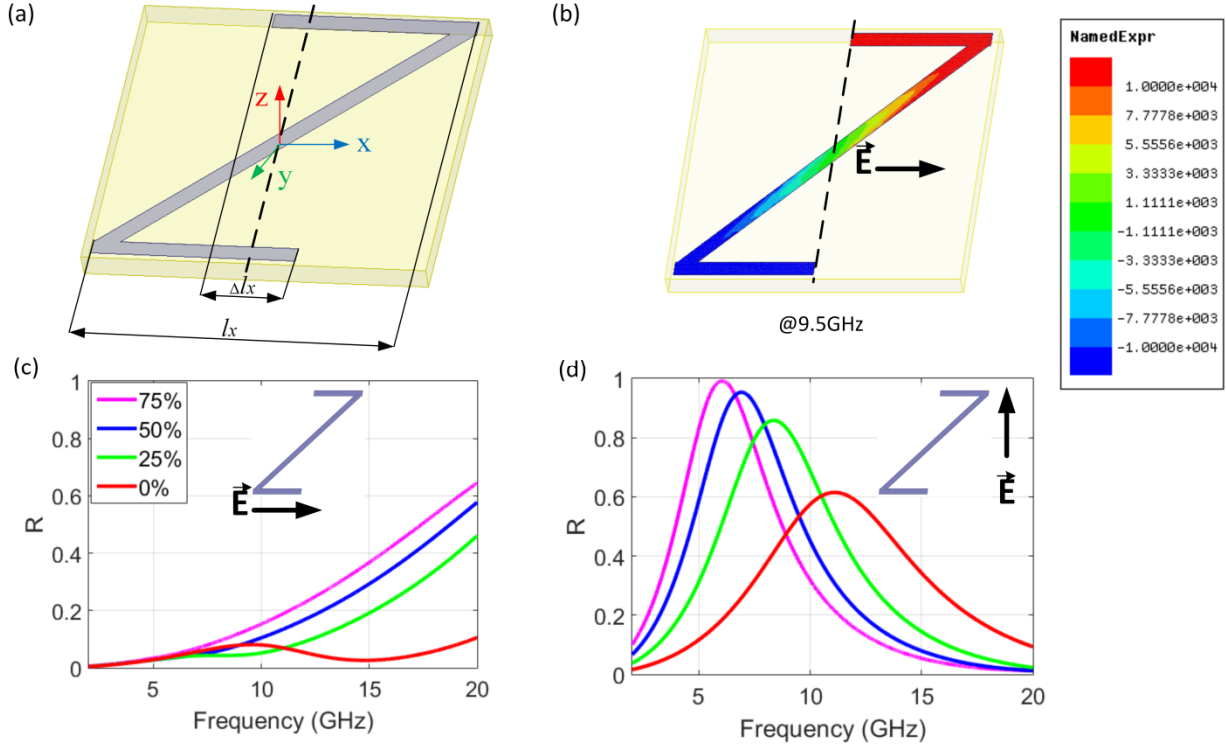 (a)
z
x
y
Δlx
lx
(b)
E
@9.5GHz
NamedExpr
1.0000e+004
7.7778e+003
5.5556e+003
3.3333e+003
1.1111e+003
-1.1111e+003
-3.3333e+003
-5.5556e+003
-7.7778e+003
-1.0000e+004
(c)
1
0.8
0.6
0.4
0.2
0
R
75%
50%
25%
0%
E
5
10
15
20
Frequency (GHz)
(d)
1
0.8
0.6
0.4
0.2
0
R
E
5
10
15
20
Frequency (GHz)